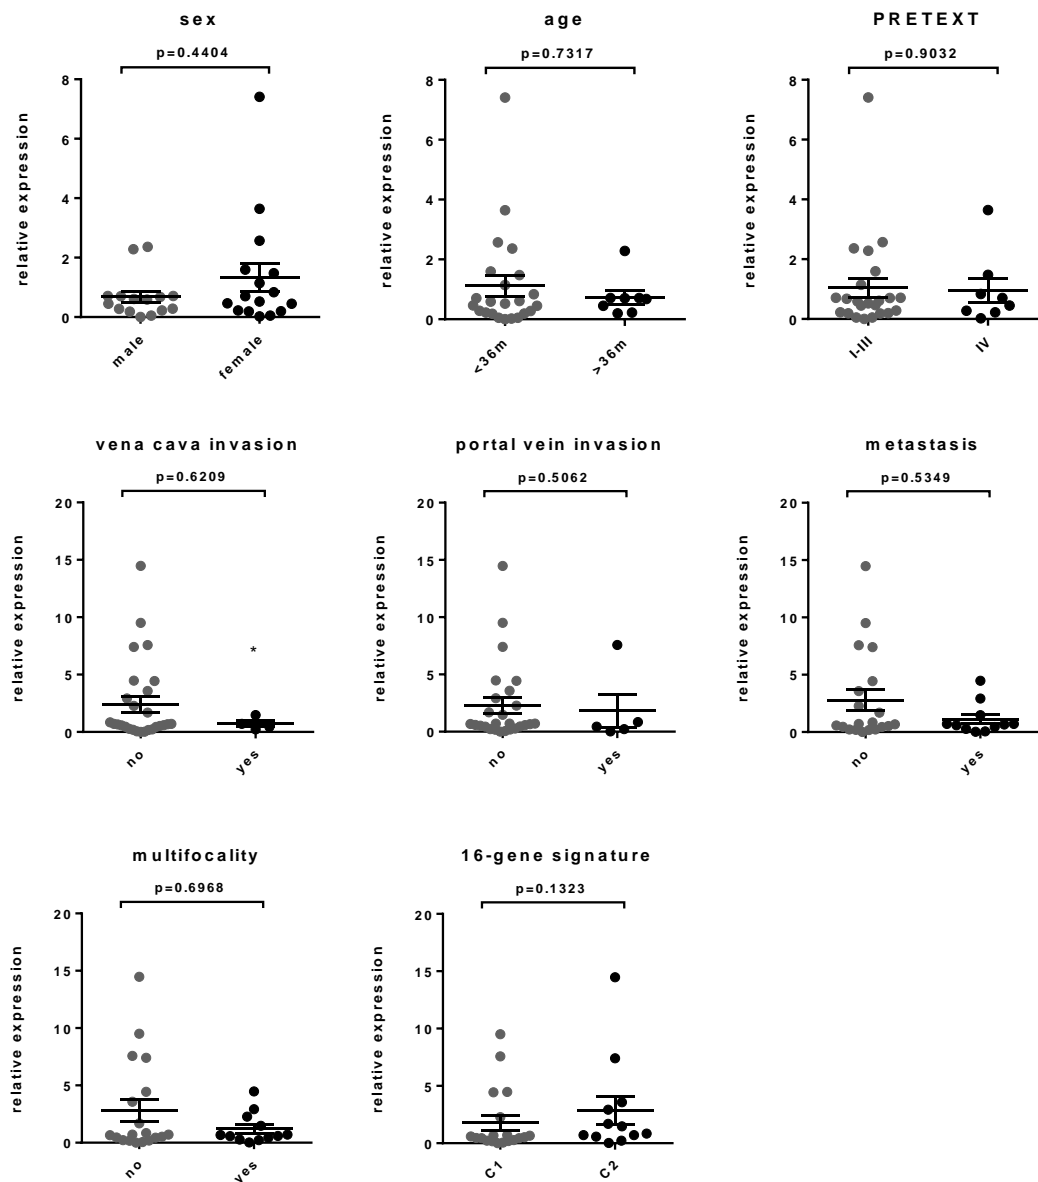 sex
p=0.4404
relative expression
8
6
4
2
0
male
female
age
p=0.7317
relative expression
8
6
4
2
0
<36m
>36m
PRETEXT
p=0.9032
relative expression
8
6
4
2
0
I-III
IV
vena cava invasion
p=0.6209
relative expression
20
15
10
5
0
*
no
yes
portal vein invasion
p=0.5062
relative expression
20
15
10
5
0
no
yes
metastasis
p=0.5349
relative expression
20
15
10
5
0
no
yes
multifocality
p=0.6968
relative expression
20
15
10
5
0
no
yes
16-gene signature
p=0.1323
relative expression
20
15
10
5
0
C1
C2